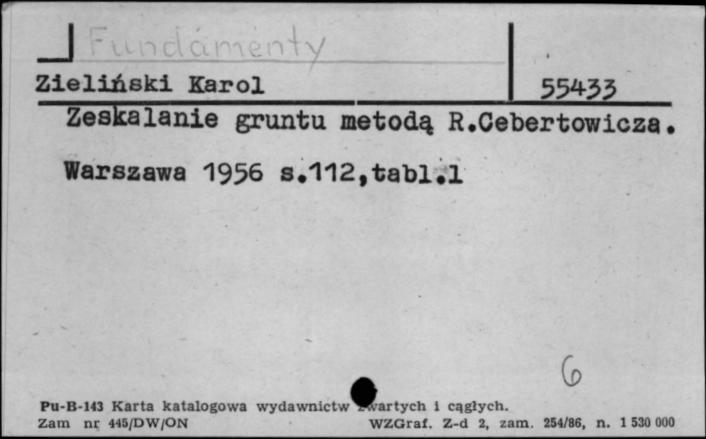 Fundamenty
Zieliński Karol 55433
Zeskalanie gruntu metodą R.Cebertowicza.
Warszawa 1956 s.112,tabl.1
6
Pu-B-143 Karta katalogowa wydawnictw zwartych i cągłych.
Zam nr 445/DW/ON WZGraf. Z-d 2, zam. 254/86, n. 1 530 000